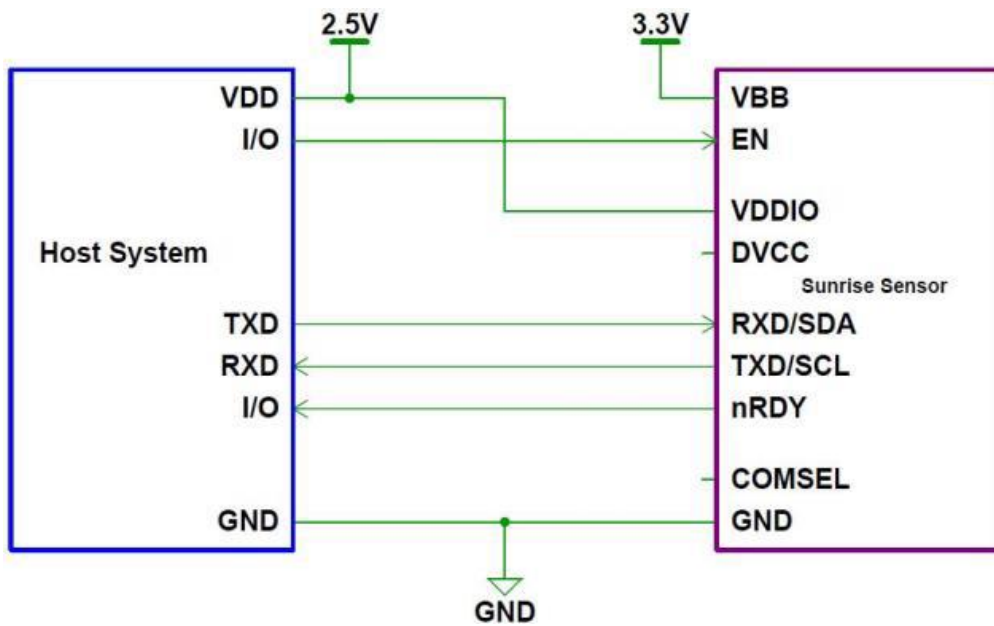 2.5V
3.3V
VDD
VBB
I/O
EN
VDDIO
Host System
DVCC
Sunrise Sensor
TXD
RXD/SDA
RXD
TXD/SCL
I/O
nRDY
COMSEL
GND
GND
GND